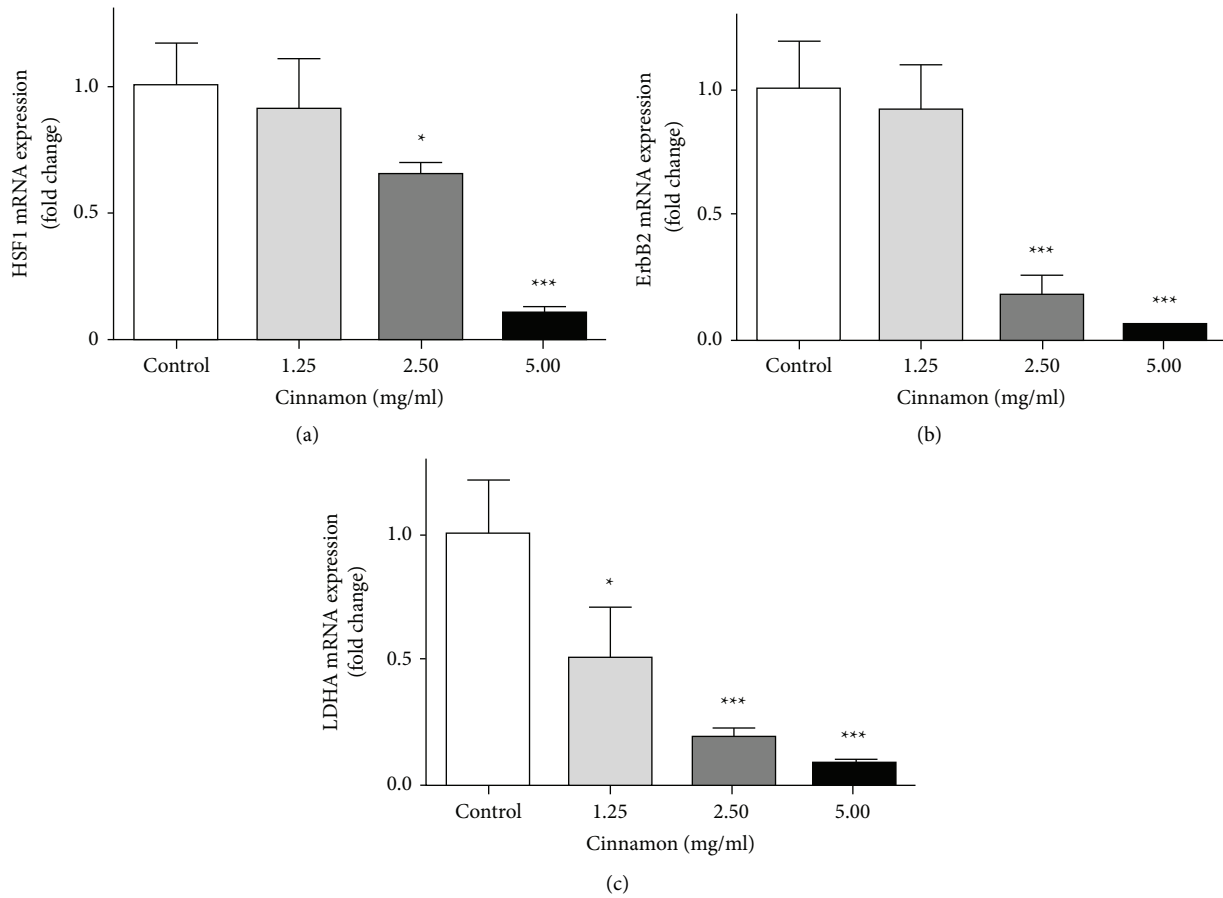 HSF1 mRNA expression
(fold change)
1.0
0.5
0
*
***
Control 1.25 2.50 5.00
Cinnamon (mg/ml)
(a)
ErbB2 mRNA expression
(fold change)
1.0
0.5
0.0
***
***
Control 1.25 2.50 5.00
Cinnamon (mg/ml)
(b)
LDHA mRNA expression
(fold change)
1.0
0.5
0.0
*
***
***
Control 1.25 2.50 5.00
Cinnamon (mg/ml)
(c)